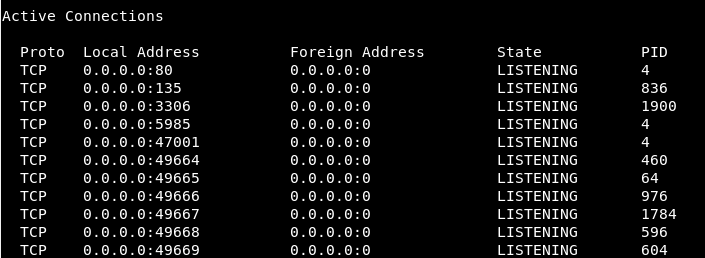 Active Connections
Proto  Local Address          Foreign Address        State           PID
TCP    0.0.0.0:80             0.0.0.0:0              LISTENING       4
TCP    0.0.0.0:135            0.0.0.0:0              LISTENING       836
TCP    0.0.0.0:3306           0.0.0.0:0              LISTENING       1900
TCP    0.0.0.0:5985           0.0.0.0:0              LISTENING       4
TCP    0.0.0.0:47001          0.0.0.0:0              LISTENING       4
TCP    0.0.0.0:49664          0.0.0.0:0              LISTENING       460
TCP    0.0.0.0:49665          0.0.0.0:0              LISTENING       64
TCP    0.0.0.0:49666          0.0.0.0:0              LISTENING       976
TCP    0.0.0.0:49667          0.0.0.0:0              LISTENING       1784
TCP    0.0.0.0:49668          0.0.0.0:0              LISTENING       596
TCP    0.0.0.0:49669          0.0.0.0:0              LISTENING       604